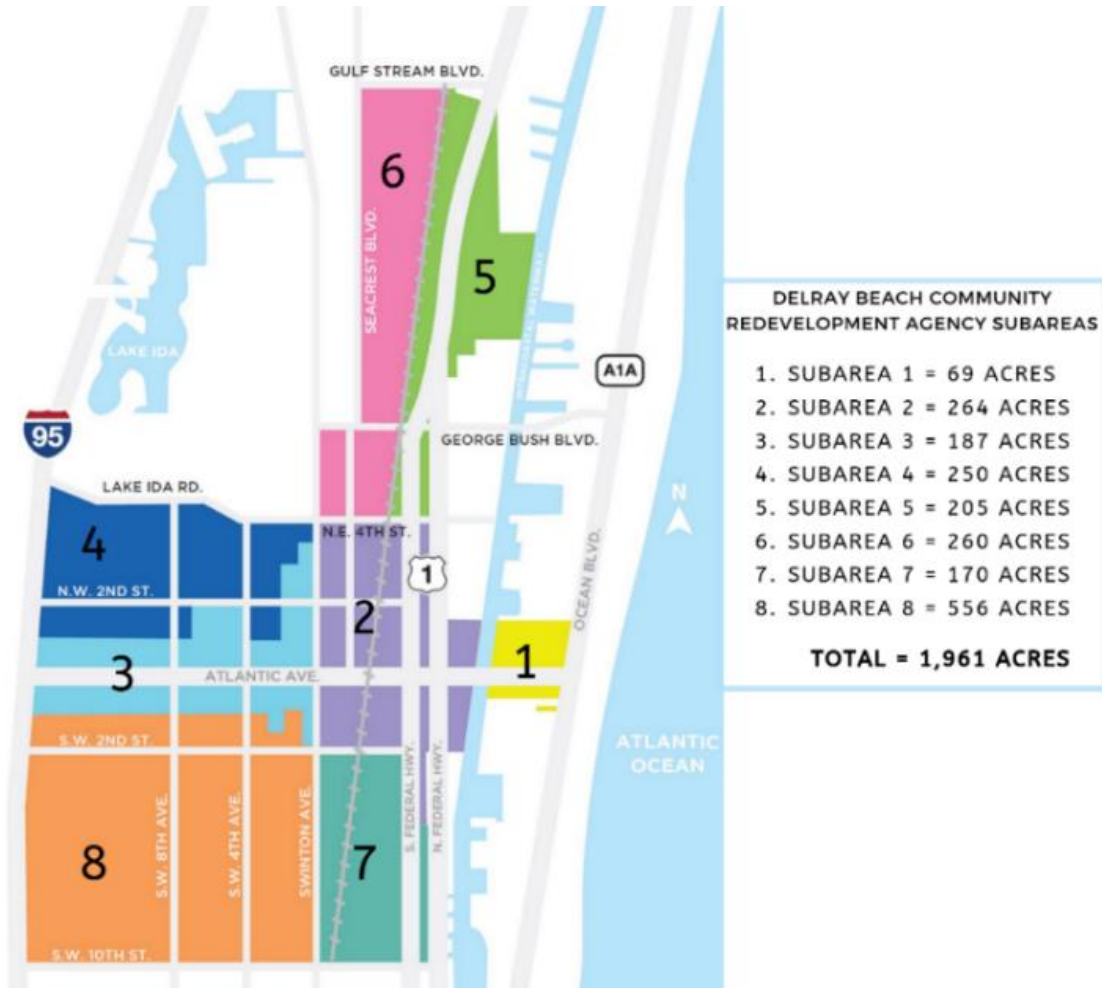 GULF STREAM BLVD.
6
SEACREST BLVD.
5
INTRACOASTAL WATERWAY
LAKE IDA
A1A
95
GEORGE BUSH BLVD.
LAKE IDA RD.
N
4
N.E. 4TH ST.
1
N.W. 2ND ST.
OCEAN BLVD.
2
3
1
ATLANTIC AVE.
S.W. 2ND ST.
ATLANTIC
OCEAN
S. FEDERAL HWY.
N. FEDERAL HWY.
S.W. 8TH AVE.
S.W. 4TH AVE.
SWINTON AVE.
8
7
S.W. 10TH ST.
DELRAY BEACH COMMUNITY
REDEVELOPMENT AGENCY SUBAREAS
1. SUBAREA 1 = 69 ACRES
2. SUBAREA 2 = 264 ACRES
3. SUBAREA 3 = 187 ACRES
4. SUBAREA 4 = 250 ACRES
5. SUBAREA 5 = 205 ACRES
6. SUBAREA 6 = 260 ACRES
7. SUBAREA 7 = 170 ACRES
8. SUBAREA 8 = 556 ACRES
TOTAL = 1,961 ACRES